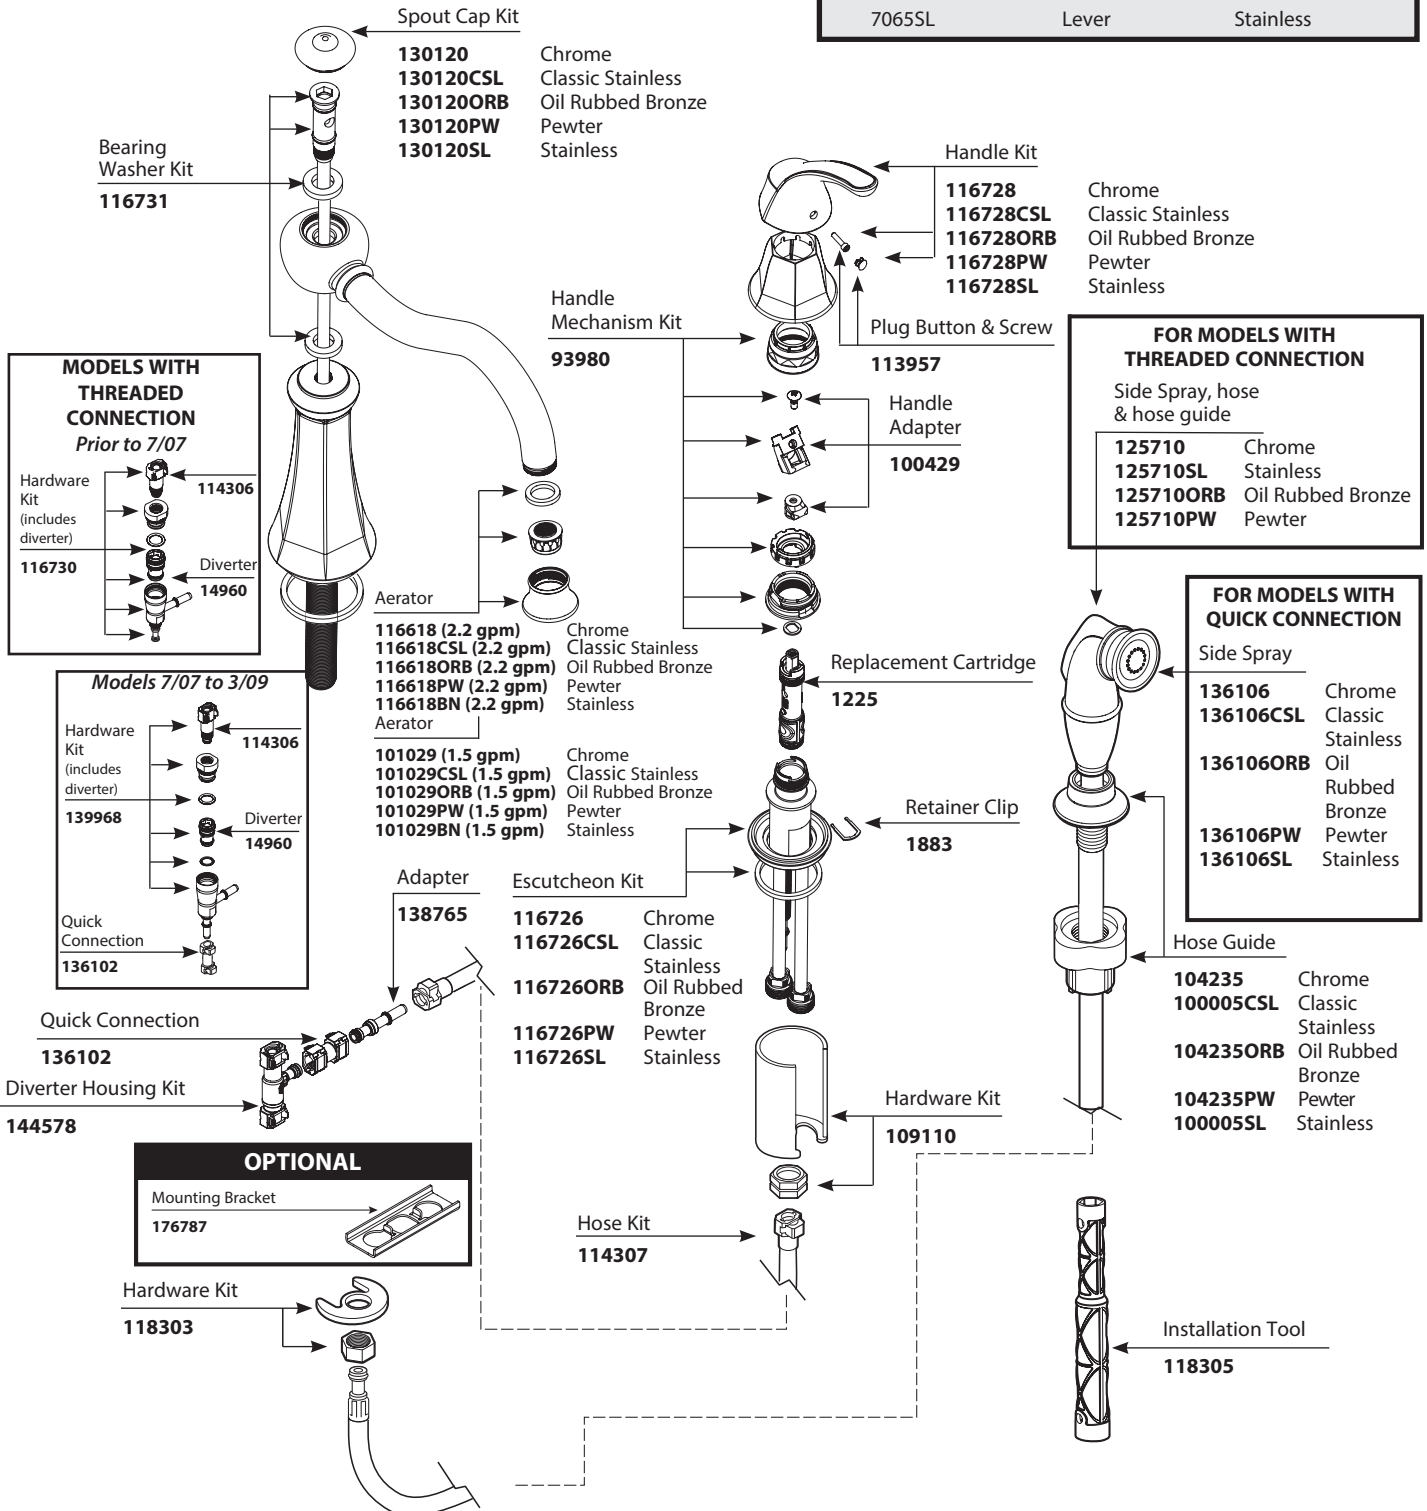 7065SL Lever Stainless
Spout Cap Kit
130120 Chrome
130120CSL Classic Stainless
130120ORB Oil Rubbed Bronze
130120PW Pewter
130120SL Stainless
Bearing
Washer Kit
116731
Handle Kit
116728 Chrome
116728CSL Classic Stainless
116728ORB Oil Rubbed Bronze
116728PW Pewter
116728SL Stainless
Handle
Mechanism Kit
93980
Plug Button & Screw
113957
Handle
Adapter
100429
FOR MODELS WITH
THREADED CONNECTION
Side Spray, hose
& hose guide
125710 Chrome
125710SL Stainless
125710ORB Oil Rubbed Bronze
125710PW Pewter
MODELS WITH
THREADED
CONNECTION
Prior to 7/07
Hardware
Kit
(includes
diverter)
116730
114306
Diverter
14960
Aerator
116618 (2.2 gpm) Chrome
116618CSL (2.2 gpm) Classic Stainless
116618ORB (2.2 gpm) Oil Rubbed Bronze
116618PW (2.2 gpm) Pewter
116618BN (2.2 gpm) Stainless
Aerator
101029 (1.5 gpm) Chrome
101029CSL (1.5 gpm) Classic Stainless
101029ORB (1.5 gpm) Oil Rubbed Bronze
101029PW (1.5 gpm) Pewter
101029BN (1.5 gpm) Stainless
Replacement Cartridge
1225
FOR MODELS WITH
QUICK CONNECTION
Side Spray
136106 Chrome
136106CSL Classic
Stainless
136106ORB Oil
Rubbed
Bronze
136106PW Pewter
136106SL Stainless
Models 7/07 to 3/09
Hardware
Kit
(includes
diverter)
139968
114306
Diverter
14960
Quick
Connection
136102
Retainer Clip
1883
Adapter
138765
Escutcheon Kit
116726 Chrome
116726CSL Classic
Stainless
116726ORB Oil Rubbed
Bronze
116726PW Pewter
116726SL Stainless
Hose Guide
104235 Chrome
100005CSL Classic
Stainless
104235ORB Oil Rubbed
Bronze
104235PW Pewter
100005SL Stainless
Quick Connection
136102
Diverter Housing Kit
144578
Hardware Kit
109110
OPTIONAL
Mounting Bracket
176787
Hose Kit
114307
Hardware Kit
118303
Installation Tool
118305